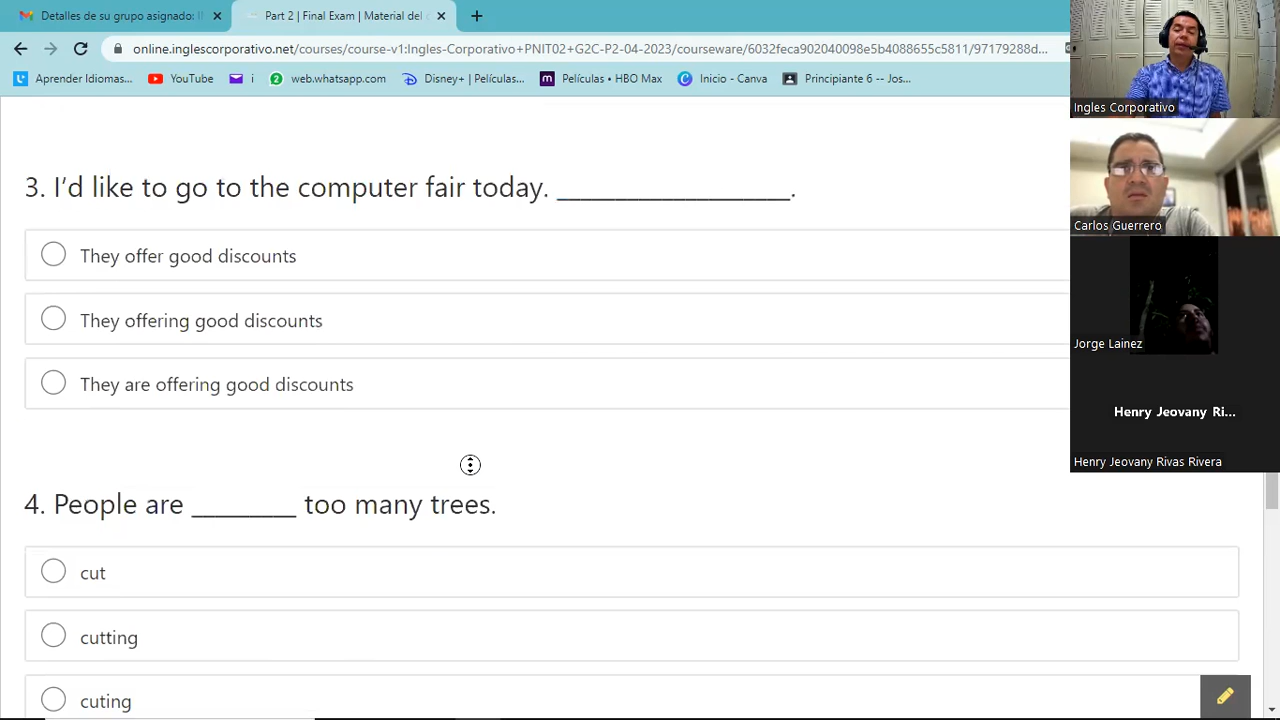 Detalles de su grupo asignado: I
Part 2 | Final Exam | Material de
online.inglescorporativo.net/courses/course-v1:Ingles-Corporativo+PNIT02+G2C-P2-04-2023/courseware/
Aprender Idiomas...
YouTube
i
web.whatsapp.com
Disney+ | Películas...
Películas • HBO Max
Inicio - Canva
Principiante 6 -- Jos...
Ingles Corporativo
Carlos Guerrero
Jorge Lainez
Henry Jeovany Ri...
Henry Jeovany Rivas Rivera
3. I'd like to go to the computer fair today. ____________________.
They offer good discounts
They offering good discounts
They are offering good discounts
4. People are _________ too many trees.
cut
cutting
cuting